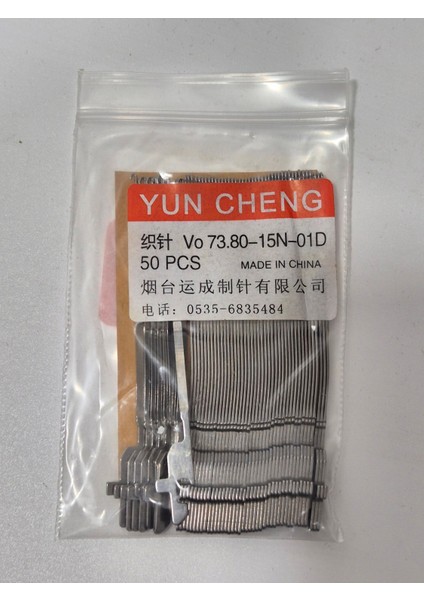 YUN CHENG
织针 Vo 73.80-15N-01D
50 PCS MADE IN CHINA
烟台运成制针有限公司
电话: 0535-6835484